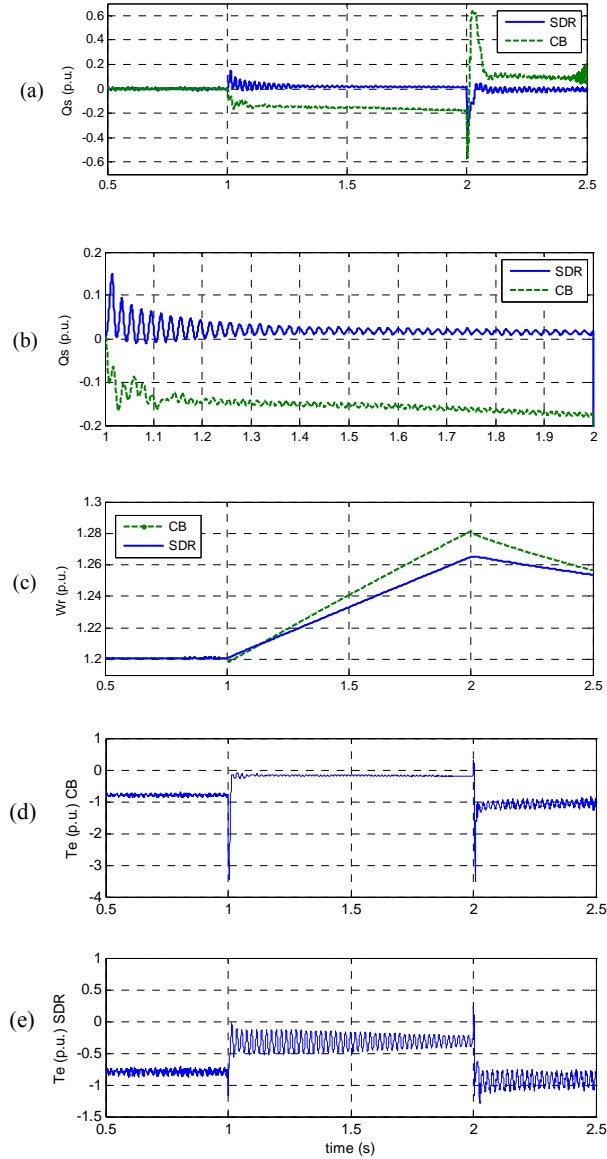 (a)
Qs (p.u.)
0.6
0.4
0.2
0
-0.2
-0.4
-0.6
0.5 1 1.5 2 2.5
SDR
CB
(b)
Qs (p.u.)
0.2
0.1
0
-0.1
-0.2
1 1.1 1.2 1.3 1.4 1.5 1.6 1.7 1.8 1.9 2
SDR
CB
(c)
Wr (p.u.)
1.3
1.28
1.26
1.24
1.22
1.2
0.5 1 1.5 2 2.5
CB
SDR
(d)
Te (p.u.) CB
1
0
-1
-2
-3
-4
0.5 1 1.5 2 2.5
(e)
Te (p.u.) SDR
1
0.5
0
-0.5
-1
-1.5
0.5 1 1.5 2 2.5
time (s)